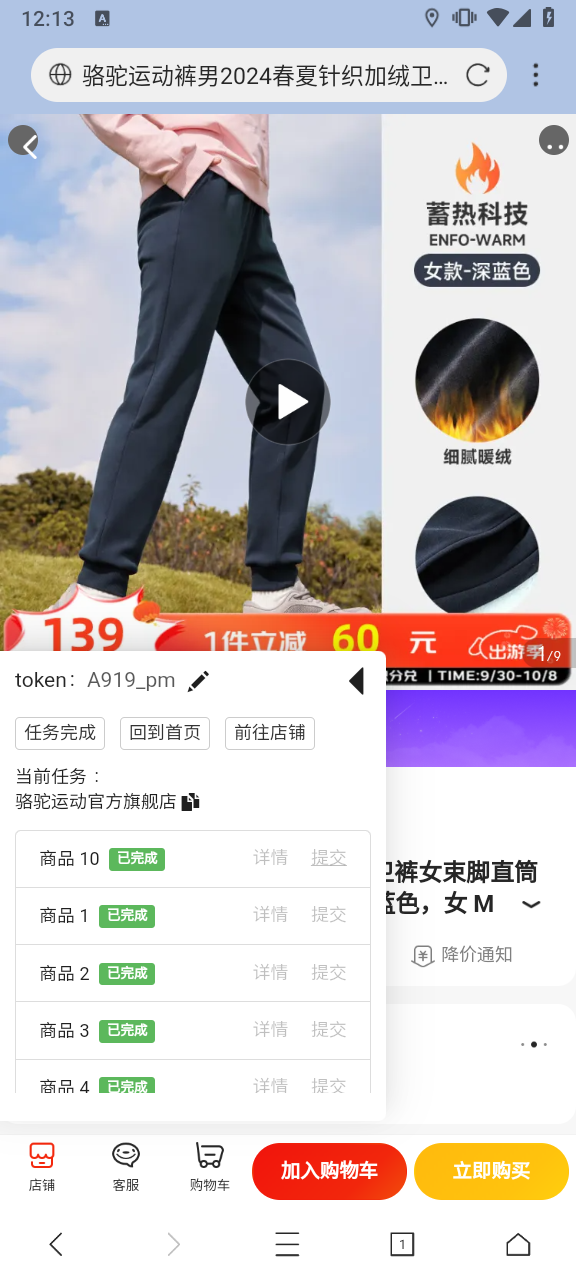 12:13
A
骆驼运动裤男2024春夏针织加绒卫...
蓄热科技
ENFO-WARM
女款-深蓝色
细腻暖绒
139
1件立减 60 元
出游季
1/9
积分兑 | TIME:9/30-10/8
token： A919_pm
任务完成 回到首页 前往店铺
当前任务：
骆驼运动官方旗舰店
商品 10 已完成 详情 提交
商品 1 已完成 详情 提交
商品 2 已完成 详情 提交
商品 3 已完成 详情 提交
商品 4 已完成 详情 提交
卫裤女束脚直筒
蓝色，女 M
降价通知
店铺
客服
购物车
加入购物车
立即购买
1